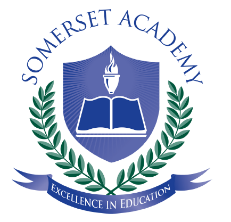 SOMERSET ACADEMY
EXCELLENCE IN EDUCATION